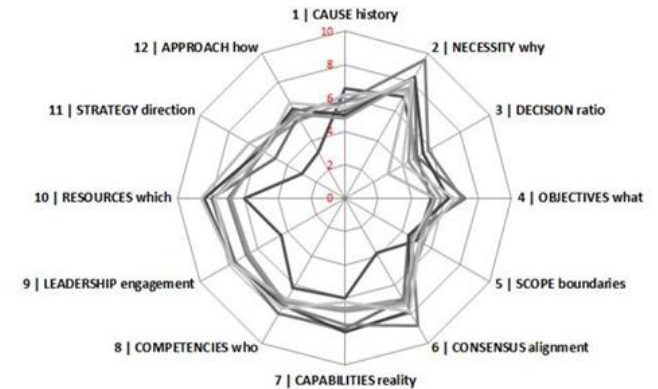 1 | CAUSE history
10
12 | APPROACH how
2 | NECESSITY why
8
11 | STRATEGY direction
6
3 | DECISION ratio
4
2
10 | RESOURCES which
0
4 | OBJECTIVES what
9 | LEADERSHIP engagement
5 | SCOPE boundaries
8 | COMPETENCIES who
6 | CONSENSUS alignment
7 | CAPABILITIES reality